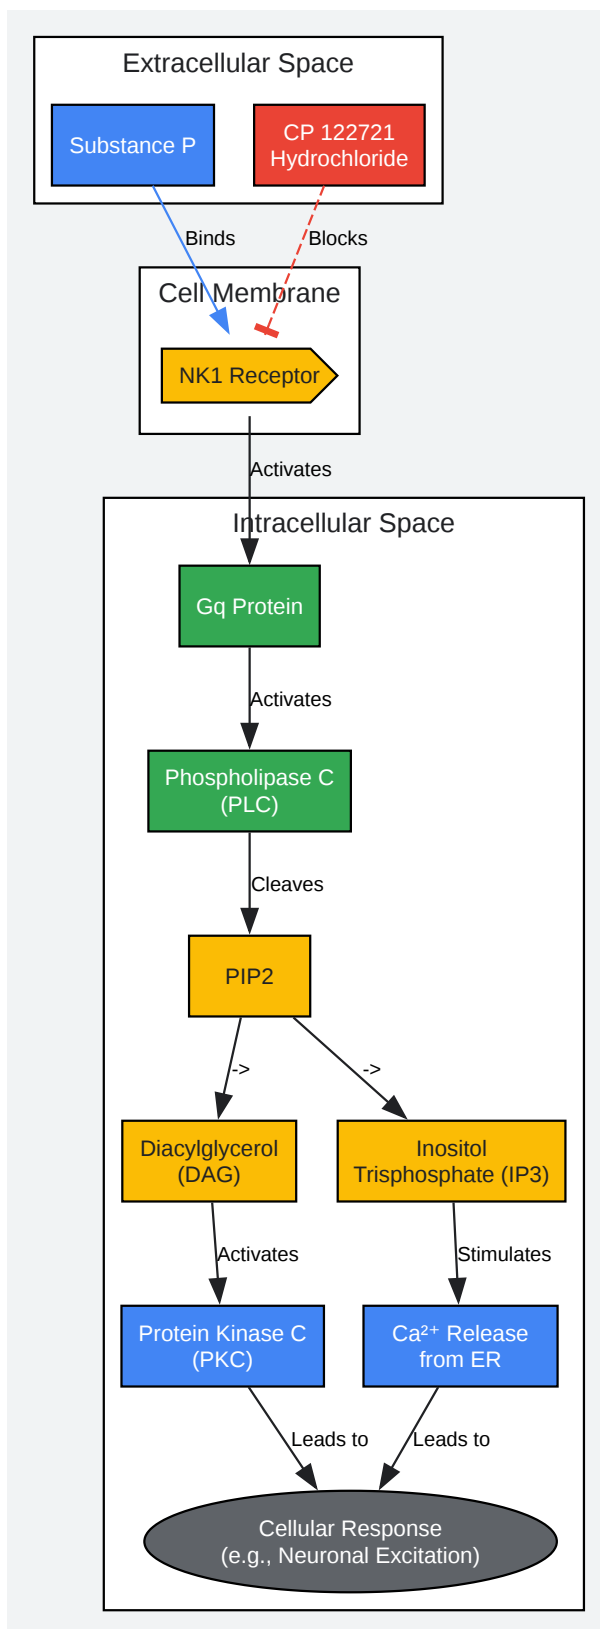 Extracellular Space
Substance P
CP 122721
Hydrochloride
Binds
Blocks
Cell Membrane
NK1 Receptor
Activates
Intracellular Space
Gq Protein
Activates
Phospholipase C
(PLC)
Cleaves
PIP2
->
->
Diacylglycerol
(DAG)
Inositol
Trisphosphate (IP3)
Activates
Stimulates
Protein Kinase C
(PKC)
Ca²⁺ Release
from ER
Leads to
Leads to
Cellular Response
(e.g., Neuronal Excitation)